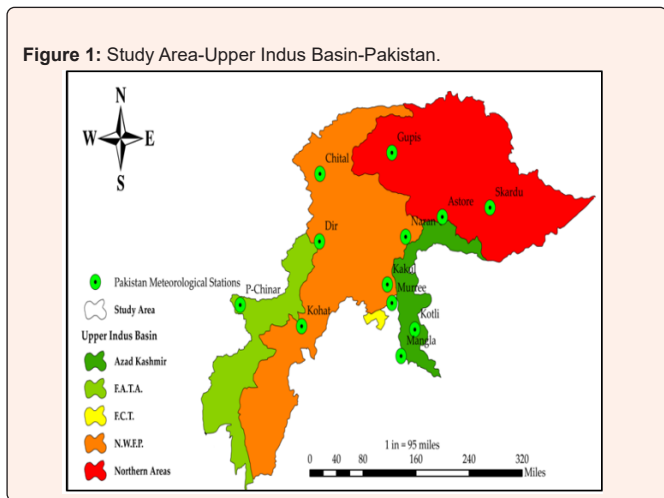 Figure 1: Study Area-Upper Indus Basin-Pakistan.
N
W E
S
Gupis
Chital
Skardu
Astore
Naran
Dir
Pakistan Meteorological Stations
P-Chinar
Kakul
Murree
Study Area
Kohat
Kotli
Upper Indus Basin
Mangla
Azad Kashmir
F.A.T.A.
F.C.T.
N.W.F.P.
1 in = 95 miles
0 40 80 160 240 320
Miles
Northern Areas